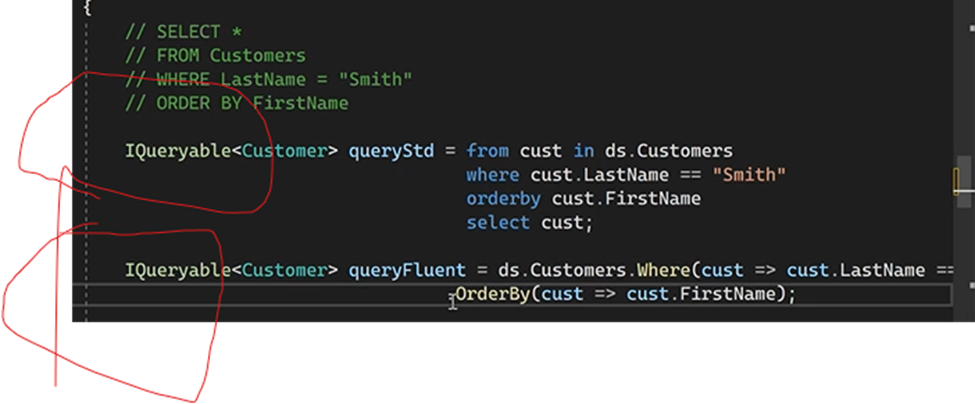 {
// SELECT *
// FROM Customers
// WHERE LastName = "Smith"
// ORDER BY FirstName
IQueryable<Customer> queryStd = from cust in ds.Customers
where cust.LastName == "Smith"
orderby cust.FirstName
select cust;
IQueryable<Customer> queryFluent = ds.Customers.Where(cust => cust.LastName ==
OrderBy(cust => cust.FirstName);